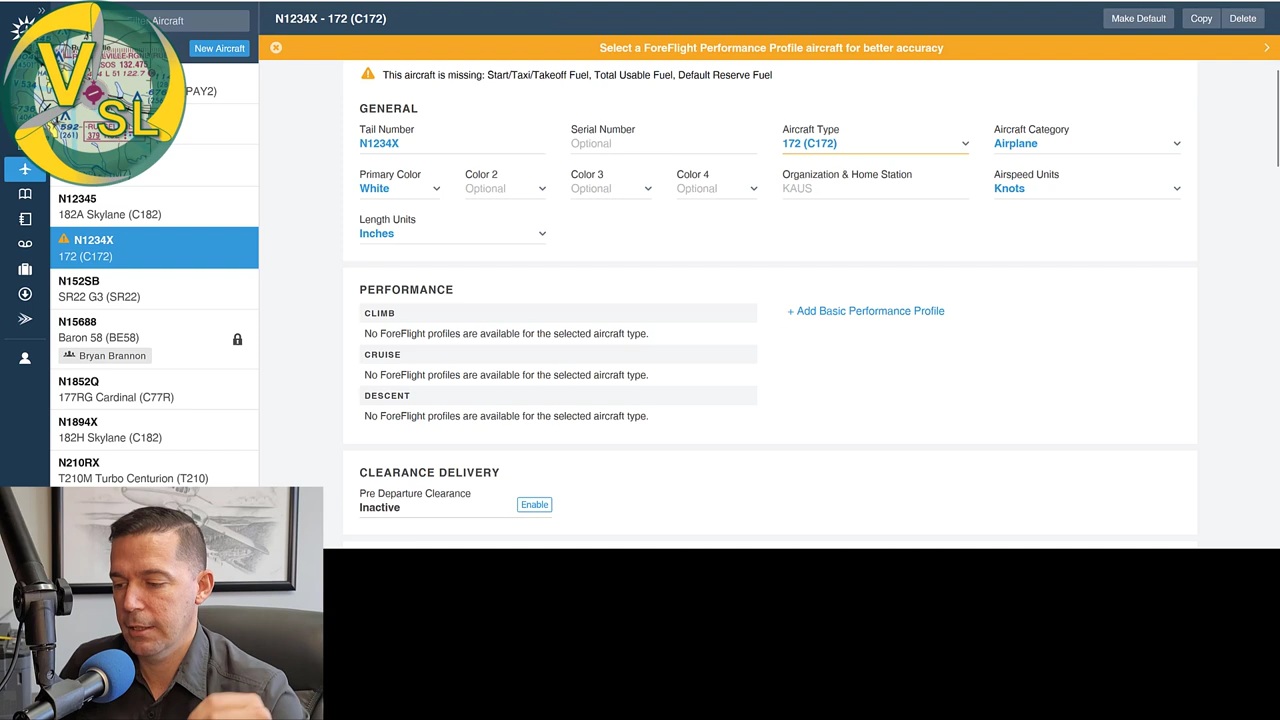 Aircraft
New Aircraft
PAY2)
N12345
182A Skylane (C182)
N1234X
172 (C172)
N152SB
SR22 G3 (SR22)
N15688
Baron 58 (BE58)
Bryan Brannon
N1852Q
177RG Cardinal (C77R)
N1894X
182H Skylane (C182)
N210RX
T210M Turbo Centurion (T210)
VSL
N1234X - 172 (C172)
Make Default
Copy
Delete
Select a ForeFlight Performance Profile aircraft for better accuracy
This aircraft is missing: Start/Taxi/Takeoff Fuel, Total Usable Fuel, Default Reserve Fuel
GENERAL
Tail Number
N1234X
Serial Number
Optional
Aircraft Type
172 (C172)
Aircraft Category
Airplane
Primary Color
White
Color 2
Optional
Color 3
Optional
Color 4
Optional
Organization & Home Station
KAUS
Airspeed Units
Knots
Length Units
Inches
PERFORMANCE
+ Add Basic Performance Profile
CLIMB
No ForeFlight profiles are available for the selected aircraft type.
CRUISE
No ForeFlight profiles are available for the selected aircraft type.
DESCENT
No ForeFlight profiles are available for the selected aircraft type.
CLEARANCE DELIVERY
Pre Departure Clearance
Inactive
Enable